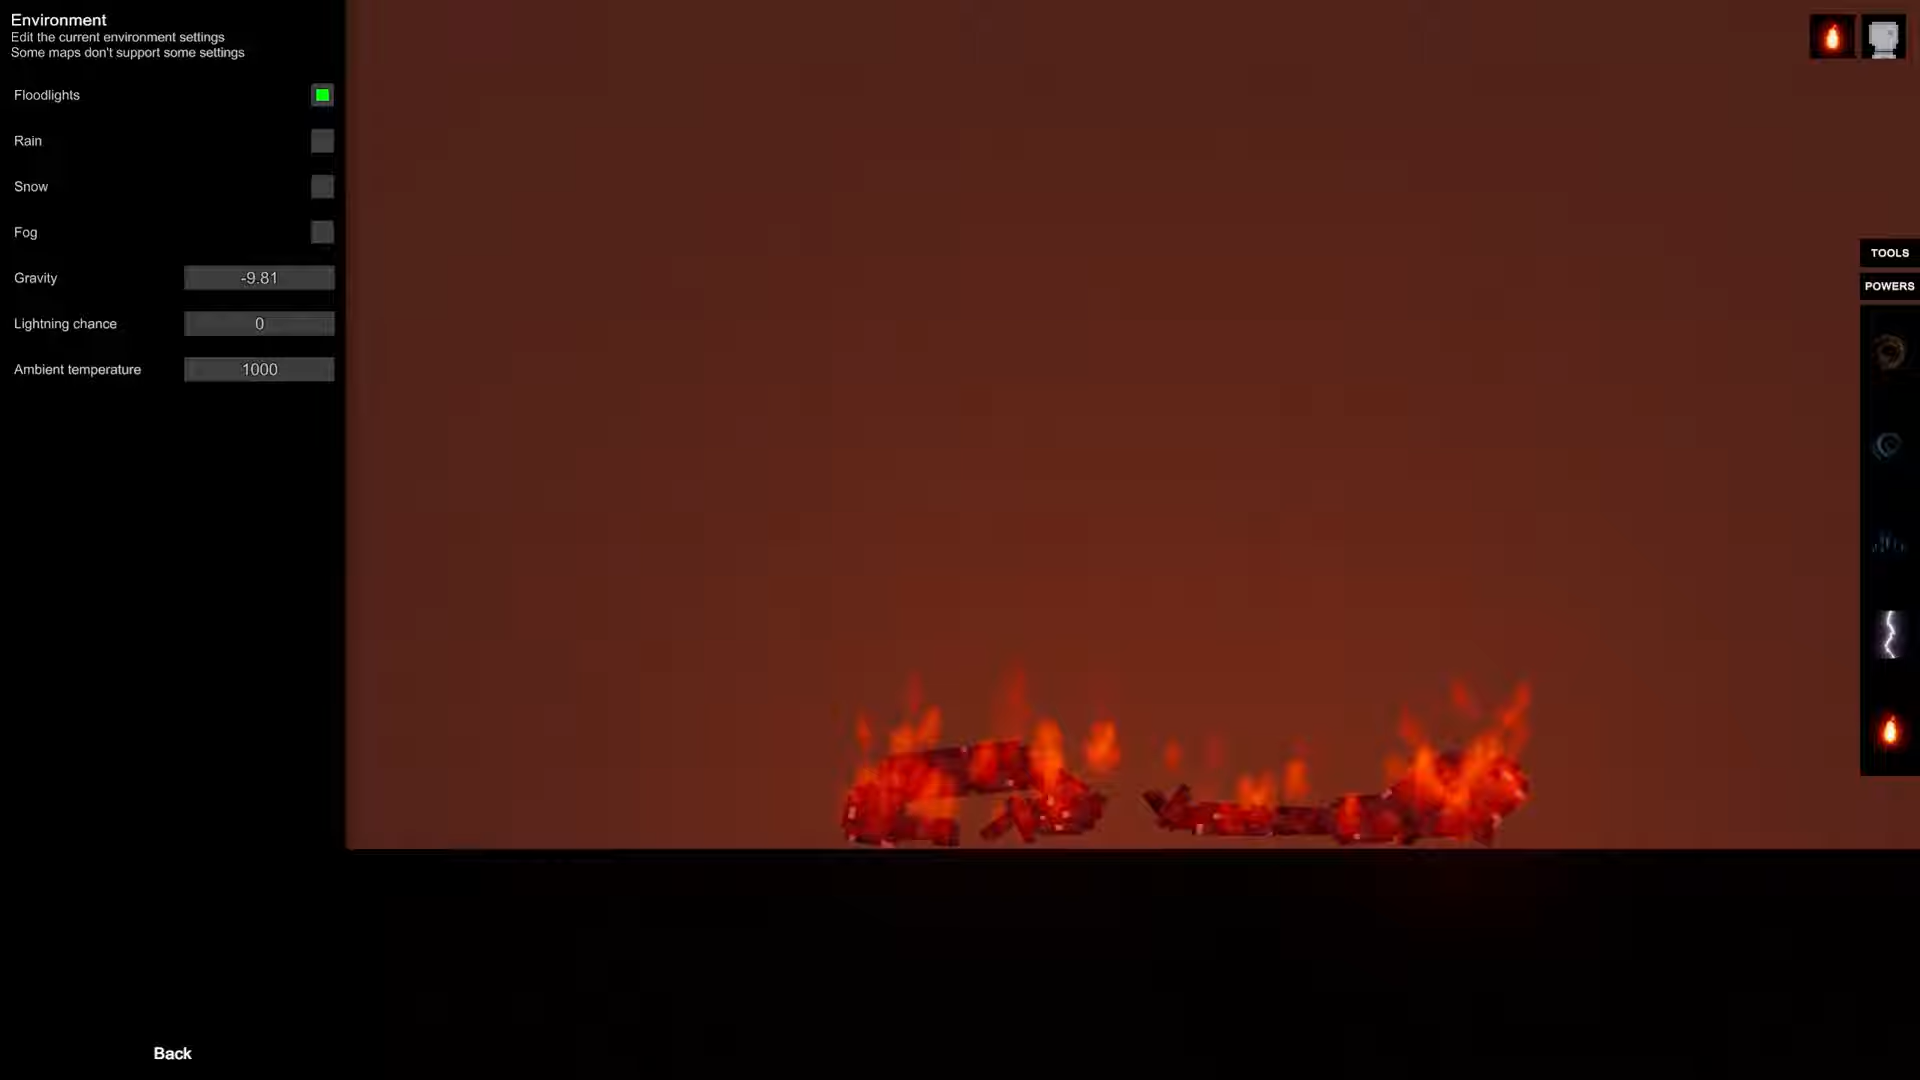 Environment
Edit the current environment settings
Some maps don't support some settings
Floodlights
Rain
Snow
Fog
Gravity -9.81
Lightning chance 0
Ambient temperature 1000
TOOLS
POWERS
Back